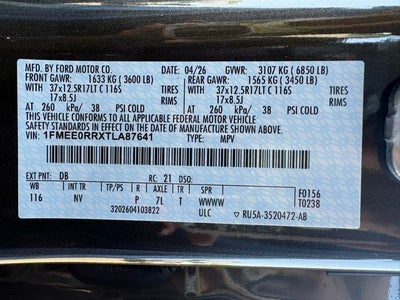 MFD. BY FORD MOTOR CO. 04/26 GVWR: 3107 KG ( 6850 LB)
FRONT GAWR: 1633 KG ( 3600 LB) REAR GAWR: 1565 KG ( 3450 LB)
WITH 37x12.5R17LT C 116S TIRES WITH 37x12.5R17LT C 116S TIRES
17x8.5J RIMS 17x8.5J RIMS
AT 260 kPa/ 38 PSI COLD AT 260 kPa/ 38 PSI COLD
THIS VEHICLE CONFORMS TO ALL APPLICABLE FEDERAL MOTOR VEHICLE
SAFETY STANDARDS IN EFFECT ON THE DATE OF MANUFACTURE SHOWN ABOVE.
VIN: 1FMEE0RRXTLA87641 TYPE: MPV
EXT PNT: DB RC: 21 DSO:
WB INT TR TP/PS R AXLE TR SPR F0156
116 NV P 7L T WWWW T0238
3202604103822 ULC RU5A-3520472-AB